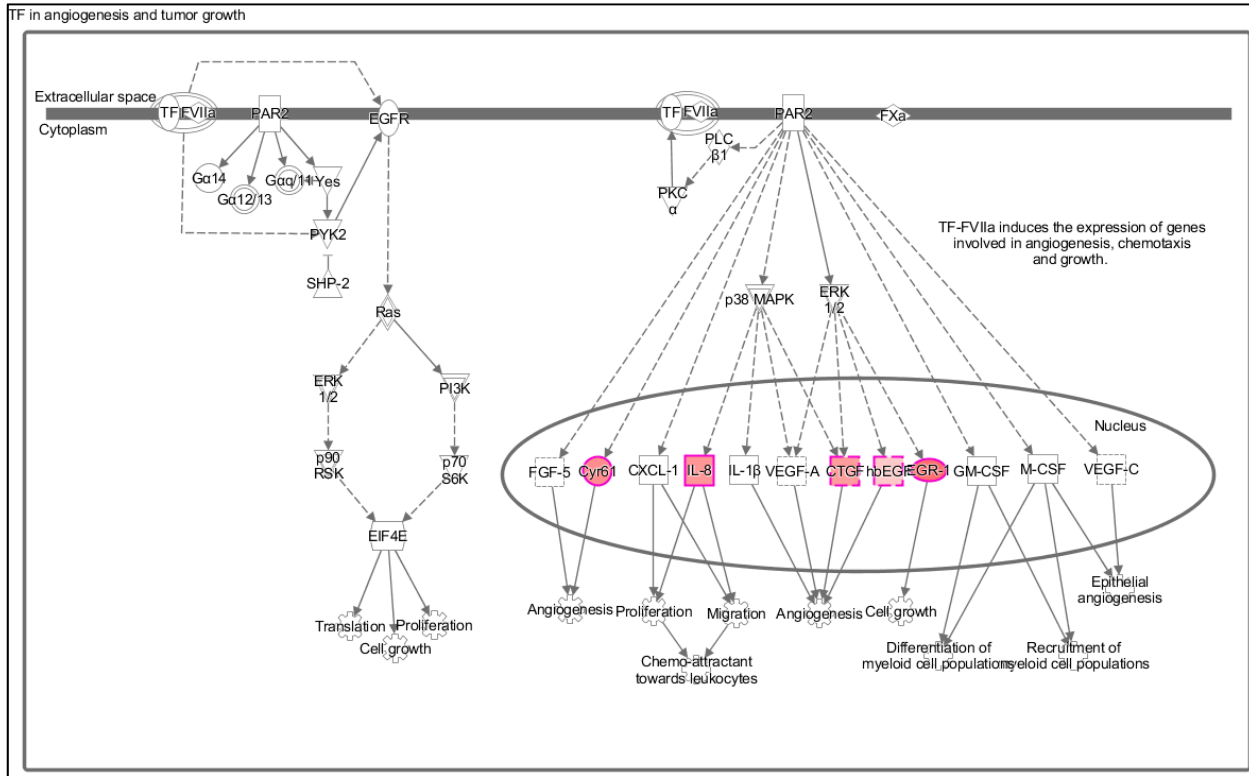 TF in angiogenesis and tumor growth
Extracellular space
Cytoplasm
TF FVIIa
PAR2
EGFR
TF FVIIa
PAR2
FXa
PLC
β1
Gα14
Gα12/13
Gαq/11
Yes
PKC
α
PYK2
SHP-2
TF-FVIIa induces the expression of genes
involved in angiogenesis, chemotaxis
and growth.
Ras
p38 MAPK
ERK
1/2
ERK
1/2
PI3K
Nucleus
p90
RSK
p70
S6K
FGF-5
Cyr61
CXCL-1
IL-8
IL-1β
VEGF-A
CTGF
hbEGF
EGR-1
GM-CSF
M-CSF
VEGF-C
EIF4E
Translation
Cell growth
Proliferation
Angiogenesis
Proliferation
Migration
Angiogenesis
Cell growth
Epithelial
angiogenesis
Chemo-attractant
towards leukocytes
Differentiation of
myeloid cell populations
Recruitment of
myeloid cell populations